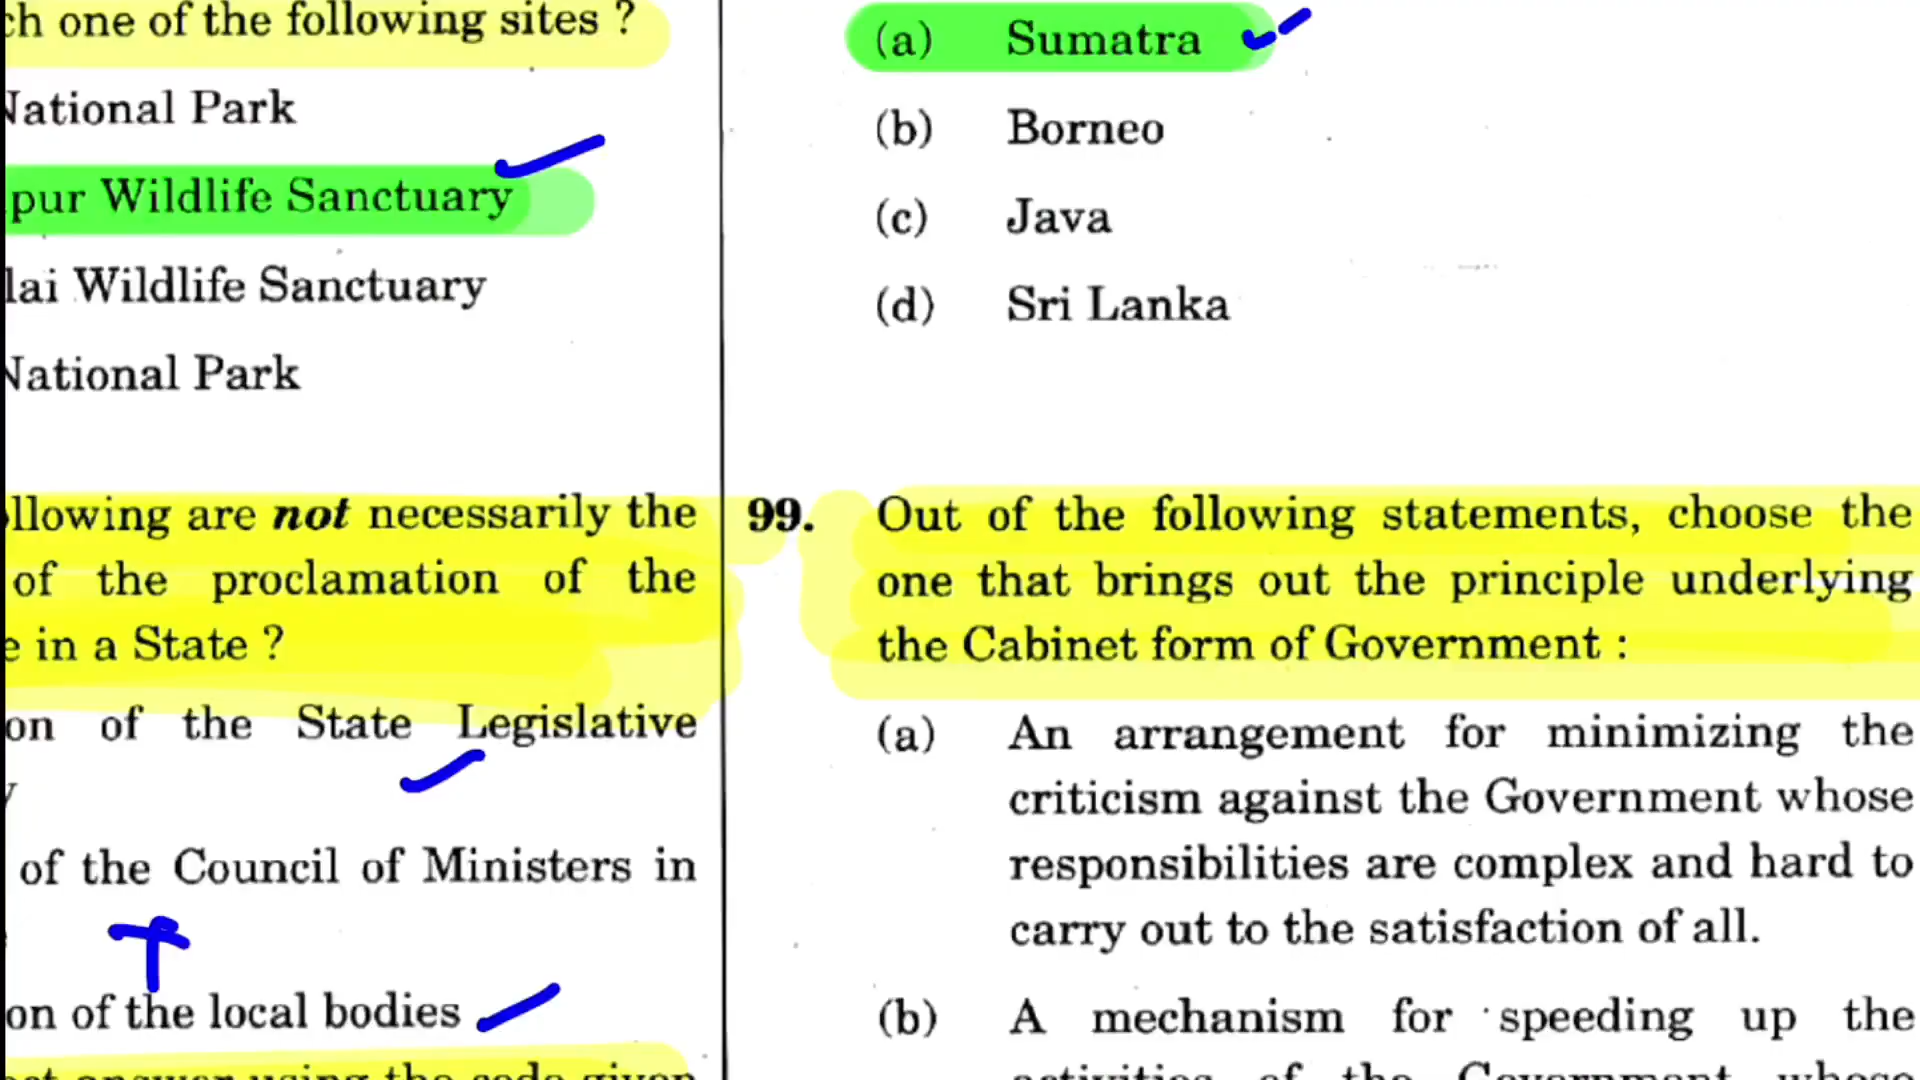 one of the following sites ?
National Park
pur Wildlife Sanctuary
lai Wildlife Sanctuary
National Park
llowing are not necessarily the
of the proclamation of the
e in a State ?
on of the State Legislative
of the Council of Ministers in
on of the local bodies
(a) Sumatra
(b) Borneo
(c) Java
(d) Sri Lanka
99. Out of the following statements, choose the
one that brings out the principle underlying
the Cabinet form of Government :
(a) An arrangement for minimizing the
criticism against the Government whose
responsibilities are complex and hard to
carry out to the satisfaction of all.
(b) A mechanism for speeding up the
activities of the Government whose